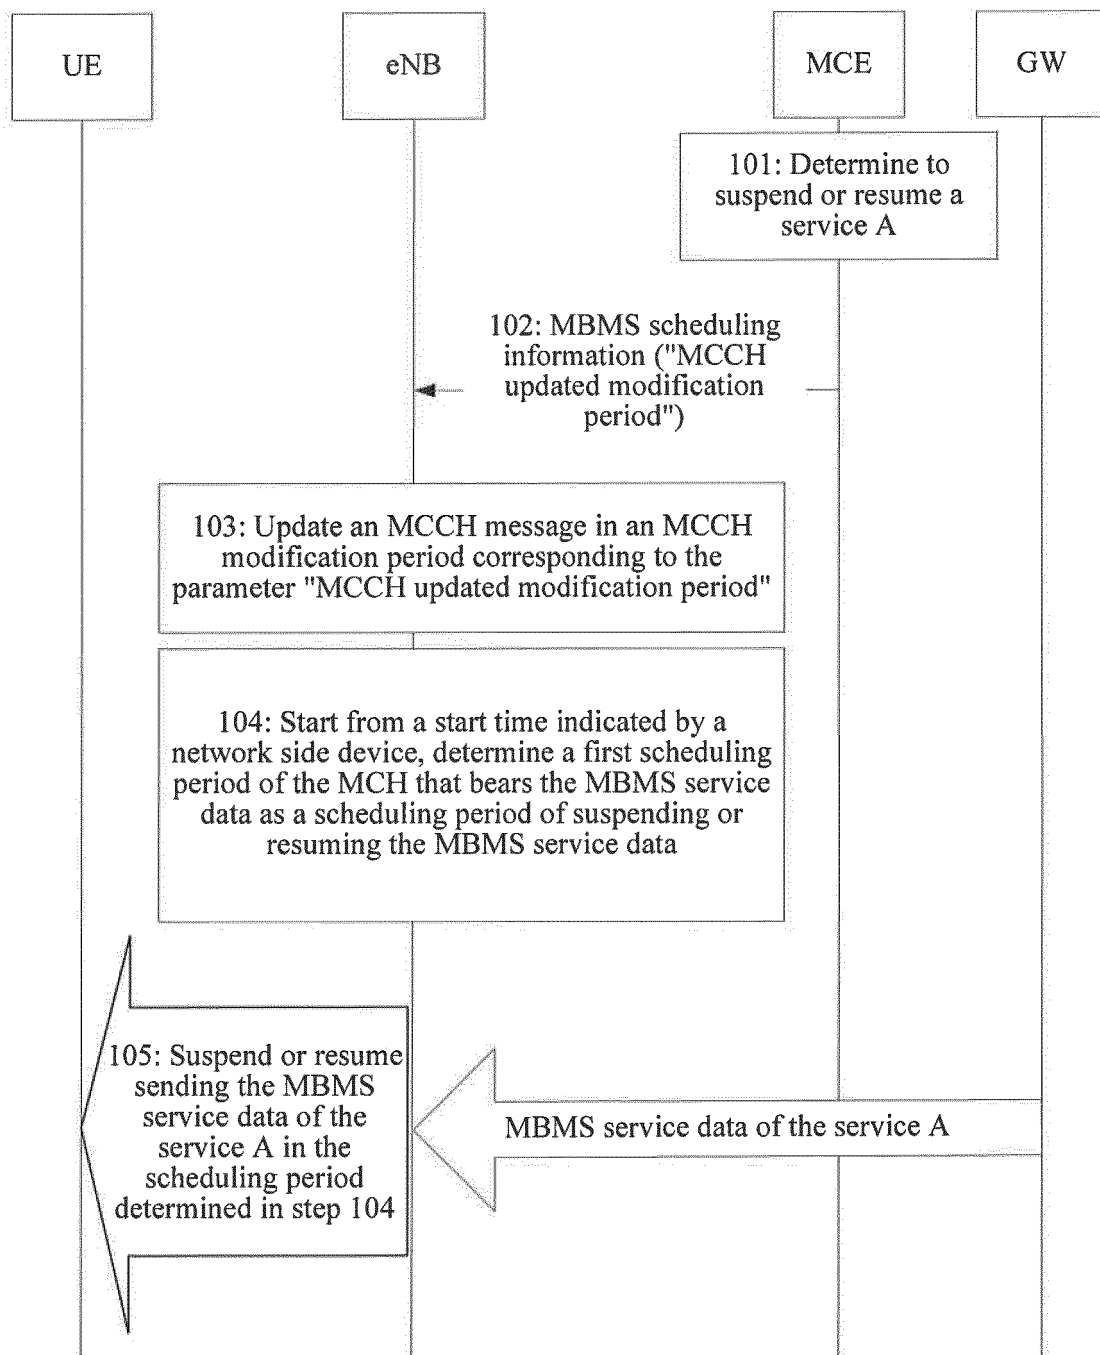 UE
eNB
MCE
GW
101: Determine to
suspend or resume a
service A
102: MBMS scheduling
information ("MCCH
updated modification
period")
103: Update an MCCH message in an MCCH
modification period corresponding to the
parameter "MCCH updated modification period"
104: Start from a start time indicated by a
network side device, determine a first scheduling
period of the MCH that bears the MBMS service
data as a scheduling period of suspending or
resuming the MBMS service data
105: Suspend or resume
sending the MBMS
service data of the
service A in the
scheduling period
determined in step 104
MBMS service data of the service A